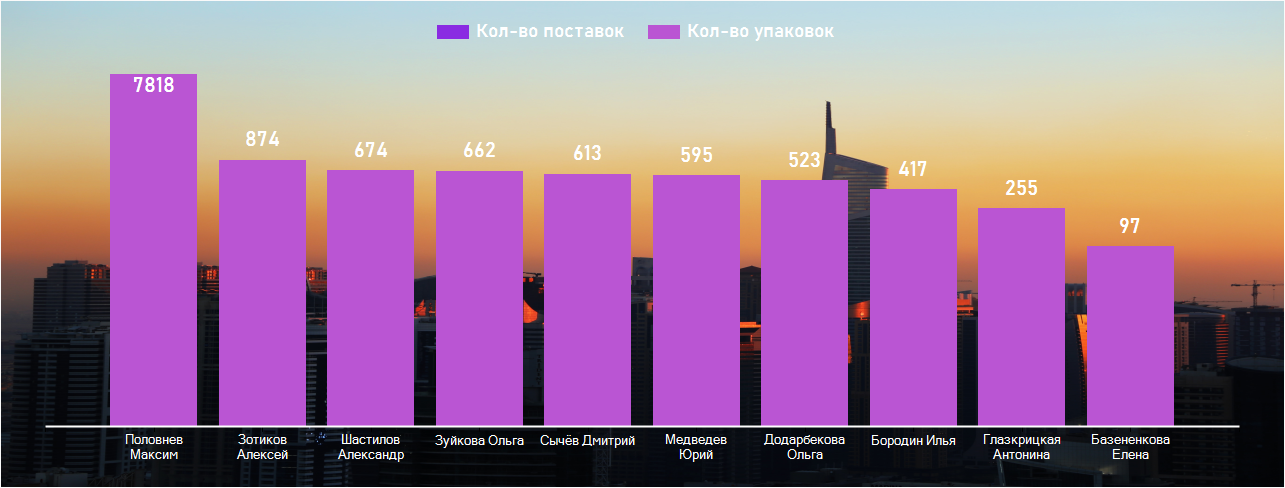 Кол-во поставок Кол-во упаковок
7818
874
674
662
613
595
523
417
255
97
Половнев
Максим
Зотиков
Алексей
Шастилов
Александр
Зуйкова Ольга
Сычёв Дмитрий
Медведев
Юрий
Додарбекова
Ольга
Бородин Илья
Глазкрицкая
Антонина
Базененкова
Елена